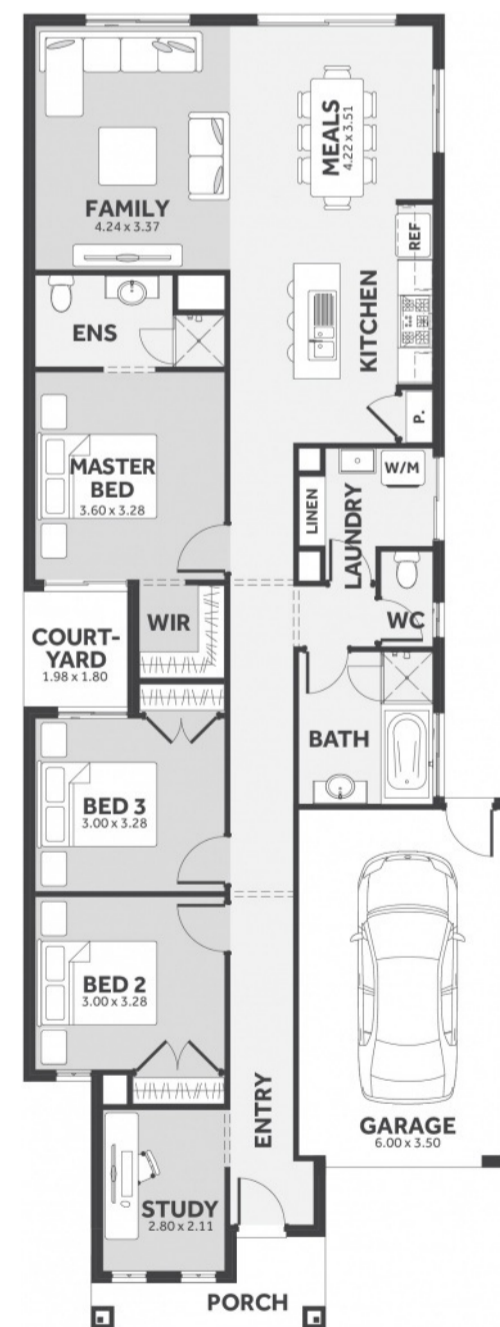 MEALS
4.22 x 3.51
FAMILY
4.24 x 3.37
REF
KITCHEN
ENS
P.
MASTER
BED
3.60 x 3.28
W/M
LINEN
LAUNDRY
WIR
WC
COURT-
YARD
1.98 x 1.80
BATH
BED 3
3.00 x 3.28
BED 2
3.00 x 3.28
ENTRY
GARAGE
6.00 x 3.50
STUDY
2.80 x 2.11
PORCH